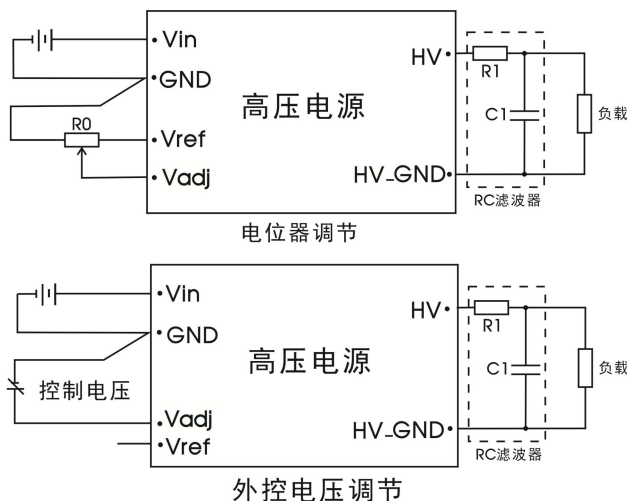 Vin
GND
R0
Vref
Vadj
高压电源
HV
HV_GND
R1
C1
负载
RC滤波器
电位器调节
Vin
GND
控制电压
Vadj
Vref
高压电源
HV
HV_GND
R1
C1
负载
RC滤波器
外控电压调节